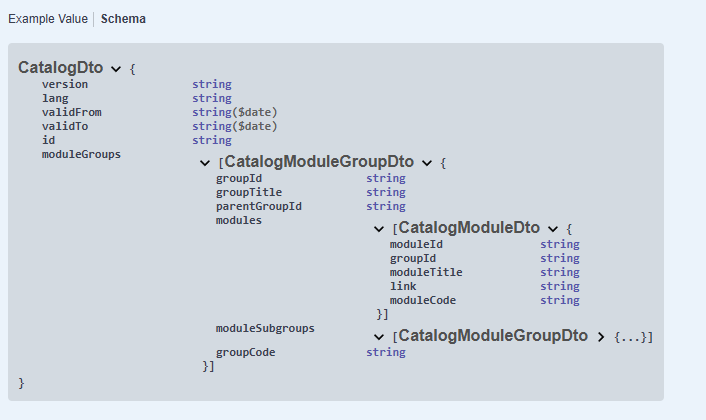 Example Value | Schema
CatalogDto {
version string
lang string
validFrom string($date)
validTo string($date)
id string
moduleGroups
[CatalogModuleGroupDto {
groupId string
groupTitle string
parentGroupId string
modules
[CatalogModuleDto {
moduleId string
groupId string
moduleTitle string
link string
moduleCode string
}]
moduleSubgroups
[CatalogModuleGroupDto > {...}]
groupCode string
}]
}